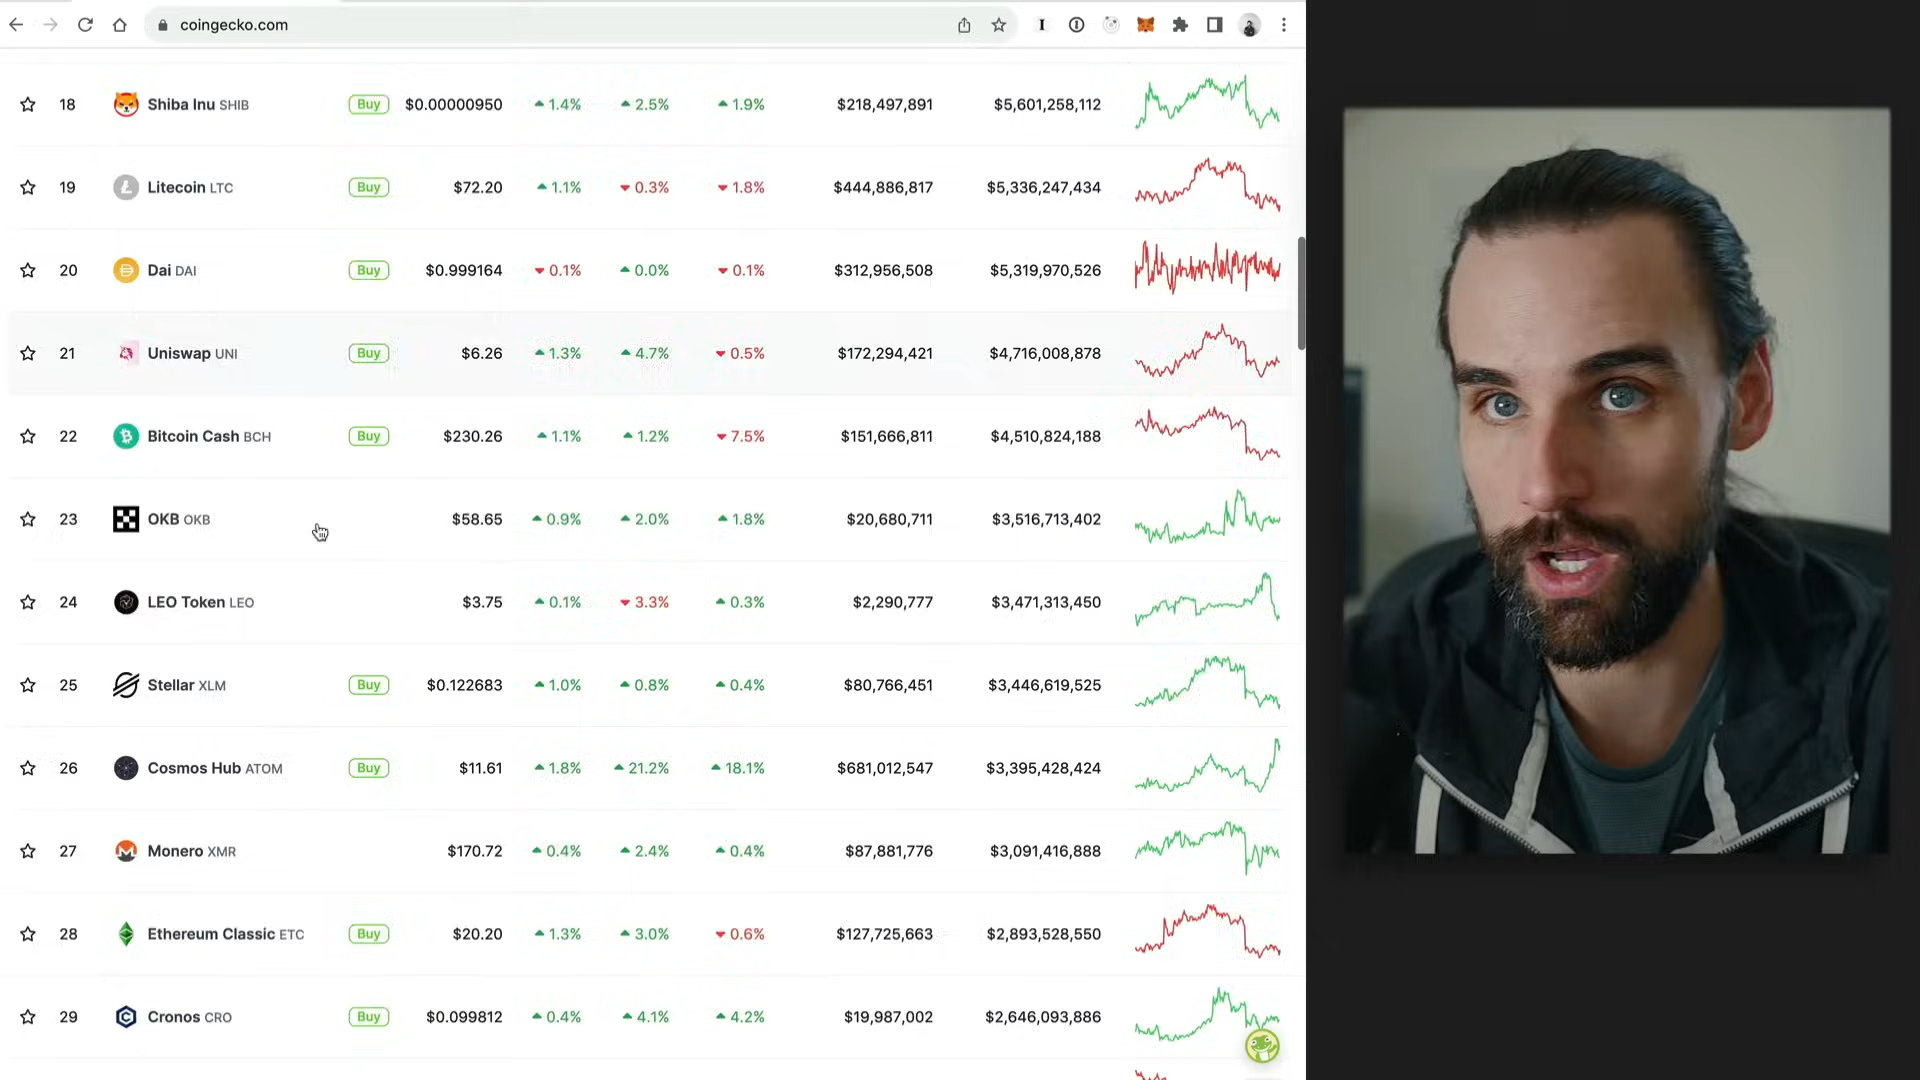 coingecko.com
18 Shiba Inu SHIB Buy $0.00000950 1.4% 2.5% 1.9% $218,497,891 $5,601,258,112
19 Litecoin LTC Buy $72.20 1.1% 0.3% 1.8% $444,886,817 $5,336,247,434
20 Dai DAI Buy $0.999164 0.1% 0.0% 0.1% $312,956,508 $5,319,970,526
21 Uniswap UNI Buy $6.26 1.3% 4.7% 0.5% $172,294,421 $4,716,008,878
22 Bitcoin Cash BCH Buy $230.26 1.1% 1.2% 7.5% $151,666,811 $4,510,824,188
23 OKB OKB $58.65 0.9% 2.0% 1.8% $20,680,711 $3,516,713,402
24 LEO Token LEO $3.75 0.1% 3.3% 0.3% $2,290,777 $3,471,313,450
25 Stellar XLM Buy $0.122683 1.0% 0.8% 0.4% $80,766,451 $3,446,619,525
26 Cosmos Hub ATOM Buy $11.61 1.8% 21.2% 18.1% $681,012,547 $3,395,428,424
27 Monero XMR $170.72 0.4% 2.4% 0.4% $87,881,776 $3,091,416,888
28 Ethereum Classic ETC Buy $20.20 1.3% 3.0% 0.6% $127,725,663 $2,893,528,550
29 Cronos CRO Buy $0.099812 0.4% 4.1% 4.2% $19,987,002 $2,646,093,886